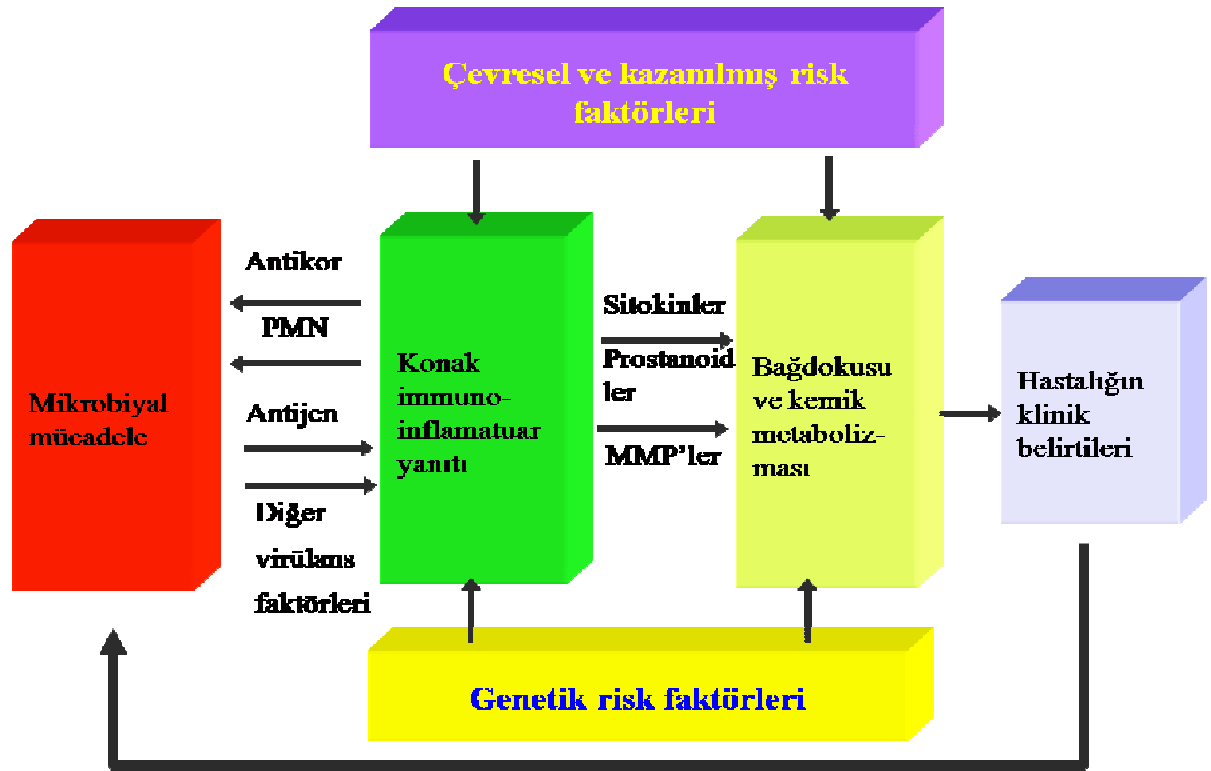 Çevresel ve kazanılmış risk
faktörleri
Mikrobiyal
mücadele
Antikor
PMN
Antijen
Diğer
virülans
faktörleri
Konak
immuno-
inflamatuar
yanıtı
Sitokinler
Prostanoid
ler
MMP'ler
Bağdokusu
ve kemik
metaboliz-
ması
Hastalığın
klinik
belirtileri
Genetik risk faktörleri